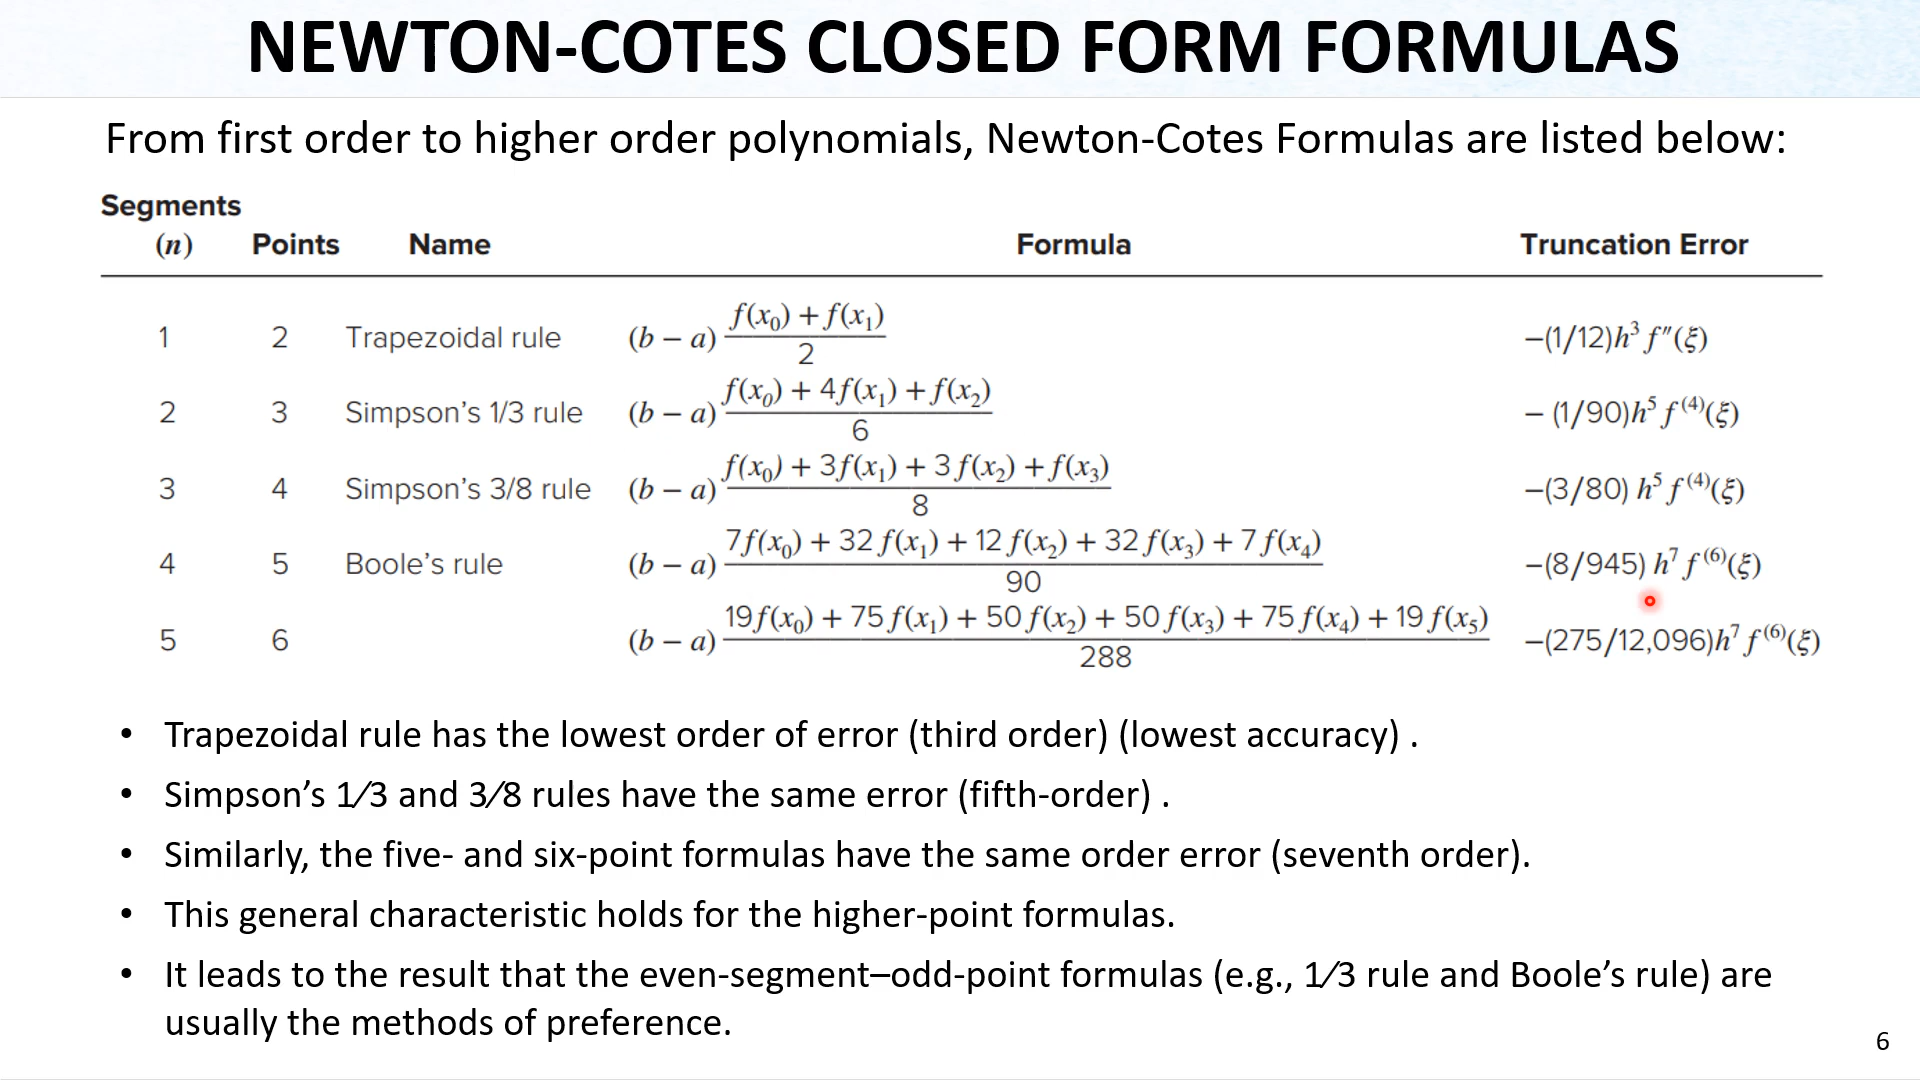 NEWTON-COTES CLOSED FORM FORMULAS
From first order to higher order polynomials, Newton-Cotes Formulas are listed below:
Segments
(n) Points Name Formula Truncation Error
1 2 Trapezoidal rule (b − a) (f(x₀) + f(x₁))/2 −(1/12)h³ f″(ξ)
2 3 Simpson’s 1/3 rule (b − a) (f(x₀) + 4f(x₁) + f(x₂))/6 − (1/90)h⁵ f⁽⁴⁾(ξ)
3 4 Simpson’s 3/8 rule (b − a) (f(x₀) + 3f(x₁) + 3f(x₂) + f(x₃))/8 −(3/80) h⁵ f⁽⁴⁾(ξ)
4 5 Boole’s rule (b − a) (7f(x₀) + 32f(x₁) + 12f(x₂) + 32f(x₃) + 7f(x₄))/90 −(8/945) h⁷ f⁽⁶⁾(ξ)
5 6 (b − a) (19f(x₀) + 75f(x₁) + 50f(x₂) + 50f(x₃) + 75f(x₄) + 19f(x₅))/288 −(275/12,096)h⁷ f⁽⁶⁾(ξ)
• Trapezoidal rule has the lowest order of error (third order) (lowest accuracy) .
• Simpson’s 1∕3 and 3∕8 rules have the same error (fifth-order) .
• Similarly, the five- and six-point formulas have the same order error (seventh order).
• This general characteristic holds for the higher-point formulas.
• It leads to the result that the even-segment–odd-point formulas (e.g., 1∕3 rule and Boole’s rule) are
usually the methods of preference.
6